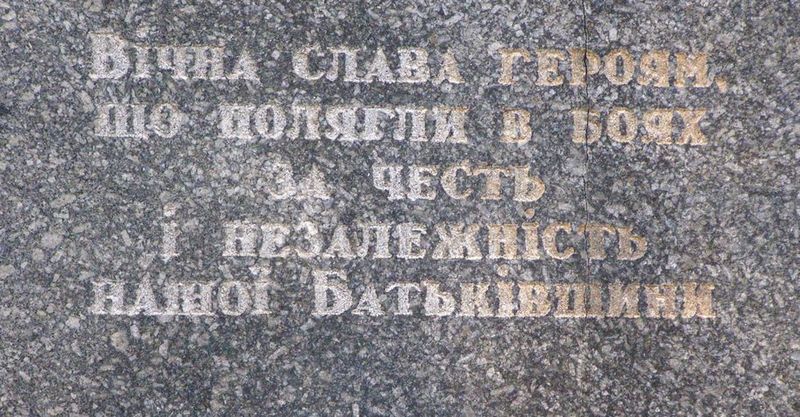 Вічна слава героям,
що полягли в боях
за честь
і незалежність
нашої Батьківщини